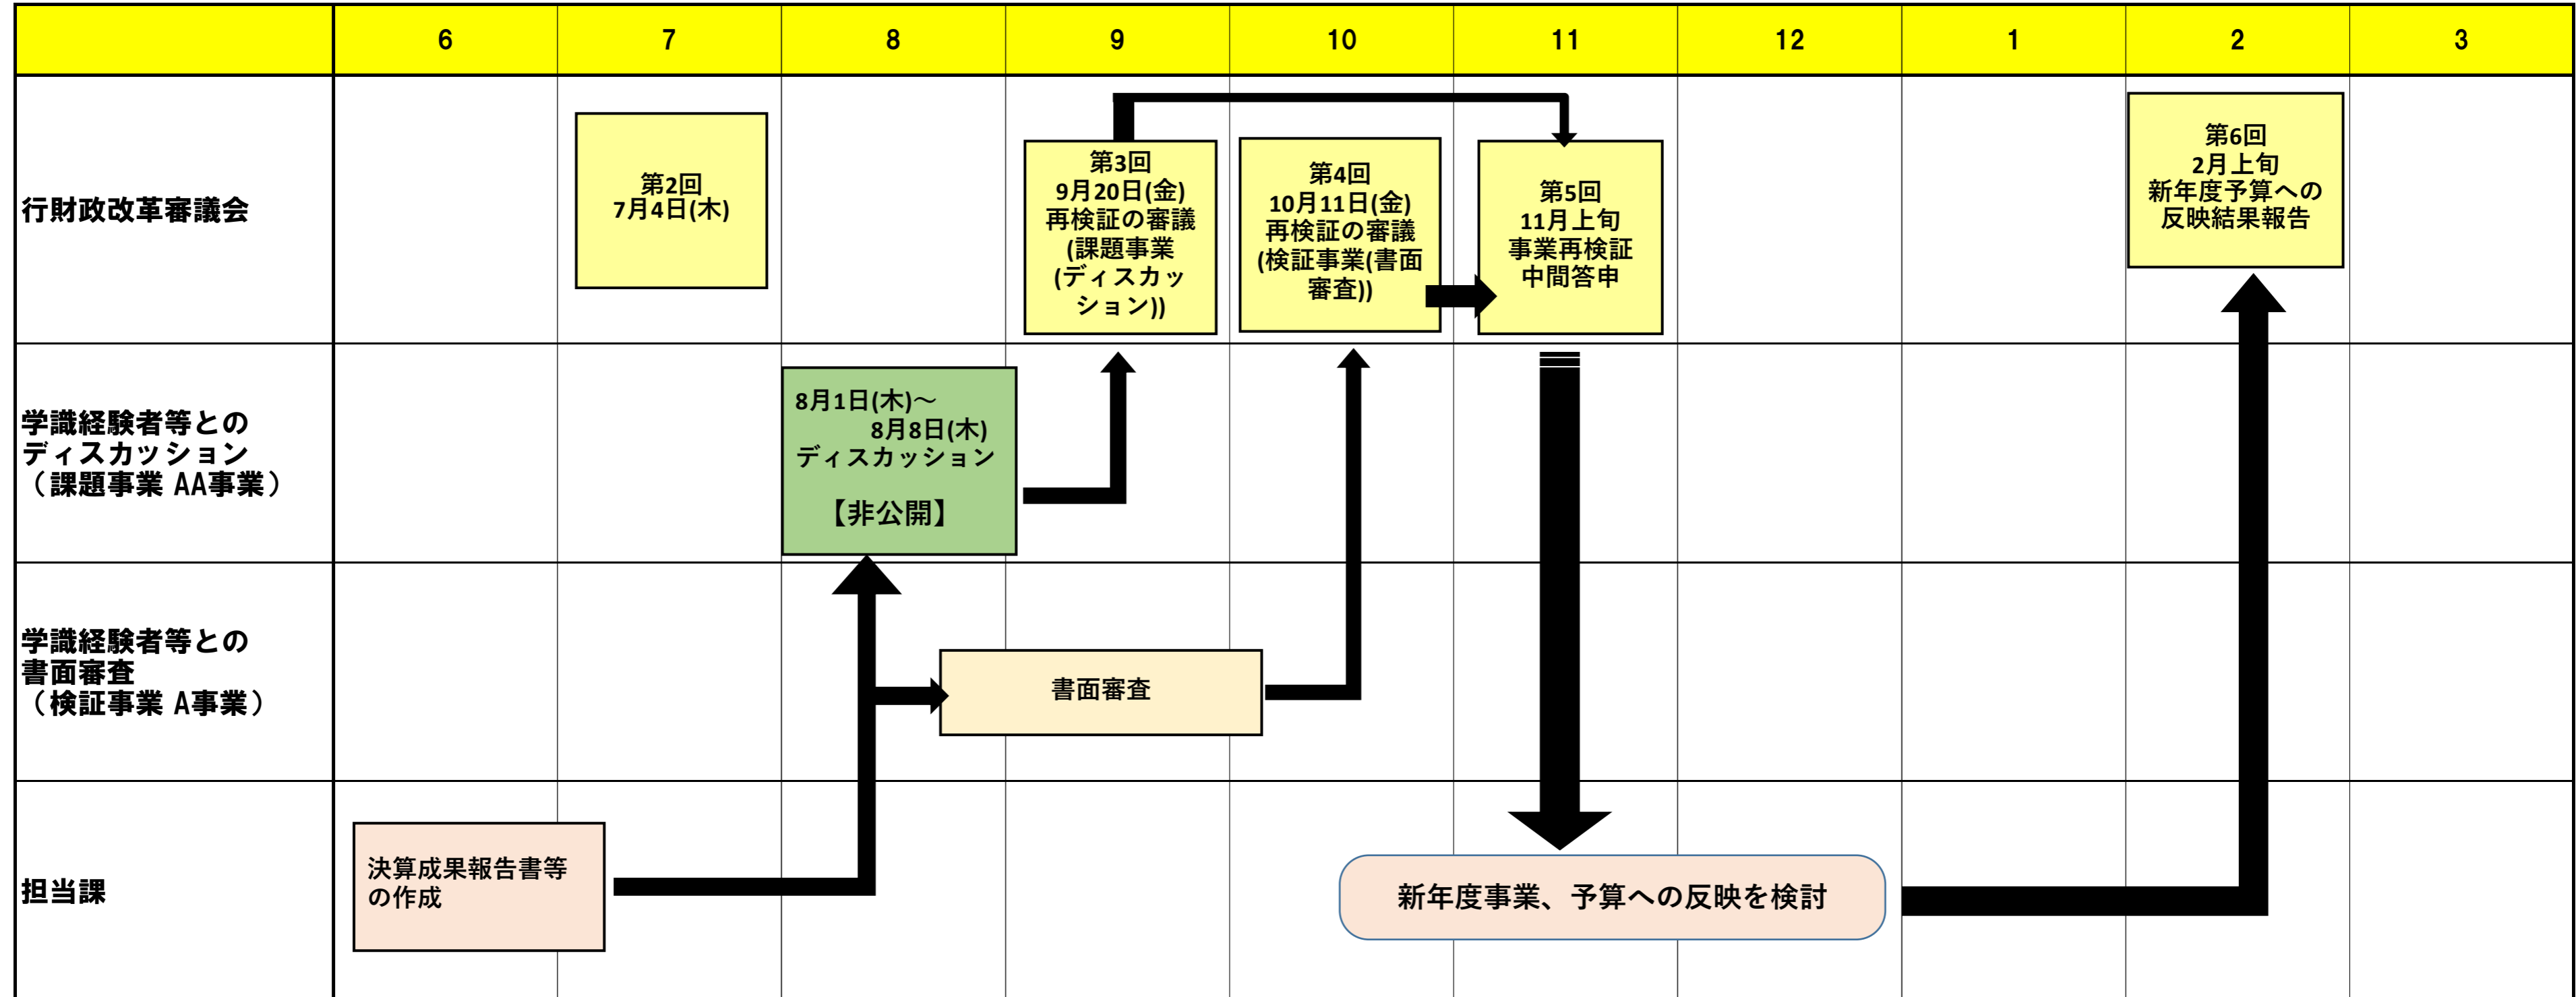 6 7 8 9 10 11 12 1 2 3
行財政改革審議会
第2回
7月4日(木)
第3回
9月20日(金)
再検証の審議
(課題事業
(ディスカッ
ション))
第4回
10月11日(金)
再検証の審議
(検証事業(書面
審査))
第5回
11月上旬
事業再検証
中間答申
第6回
2月上旬
新年度予算への
反映結果報告
学識経験者等との
ディスカッション
（課題事業 AA事業）
8月1日(木)～
8月8日(木)
ディスカッション
【非公開】
学識経験者等との
書面審査
（検証事業 A事業）
書面審査
担当課
決算成果報告書等
の作成
新年度事業、予算への反映を検討